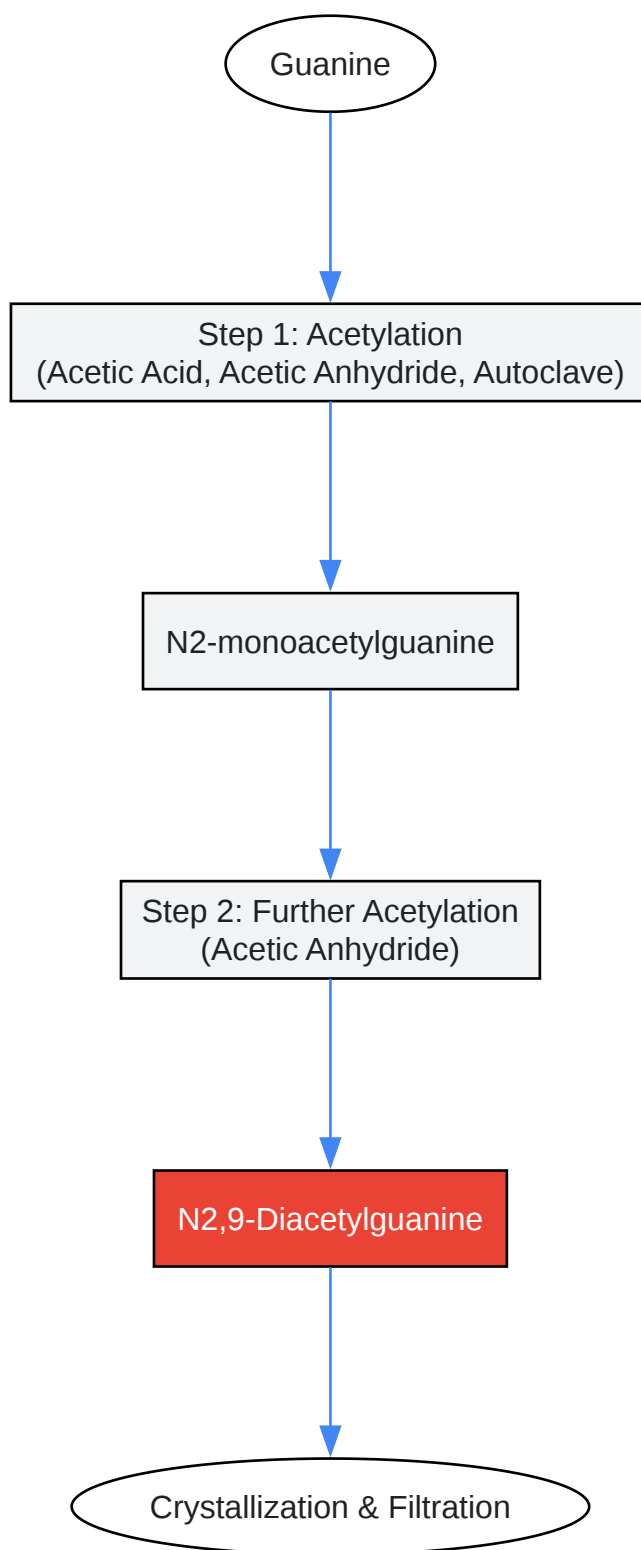 Guanine
Step 1: Acetylation
(Acetic Acid, Acetic Anhydride, Autoclave)
N2-monoacetylguanine
Step 2: Further Acetylation
(Acetic Anhydride)
N2,9-Diacetylguanine
Crystallization & Filtration